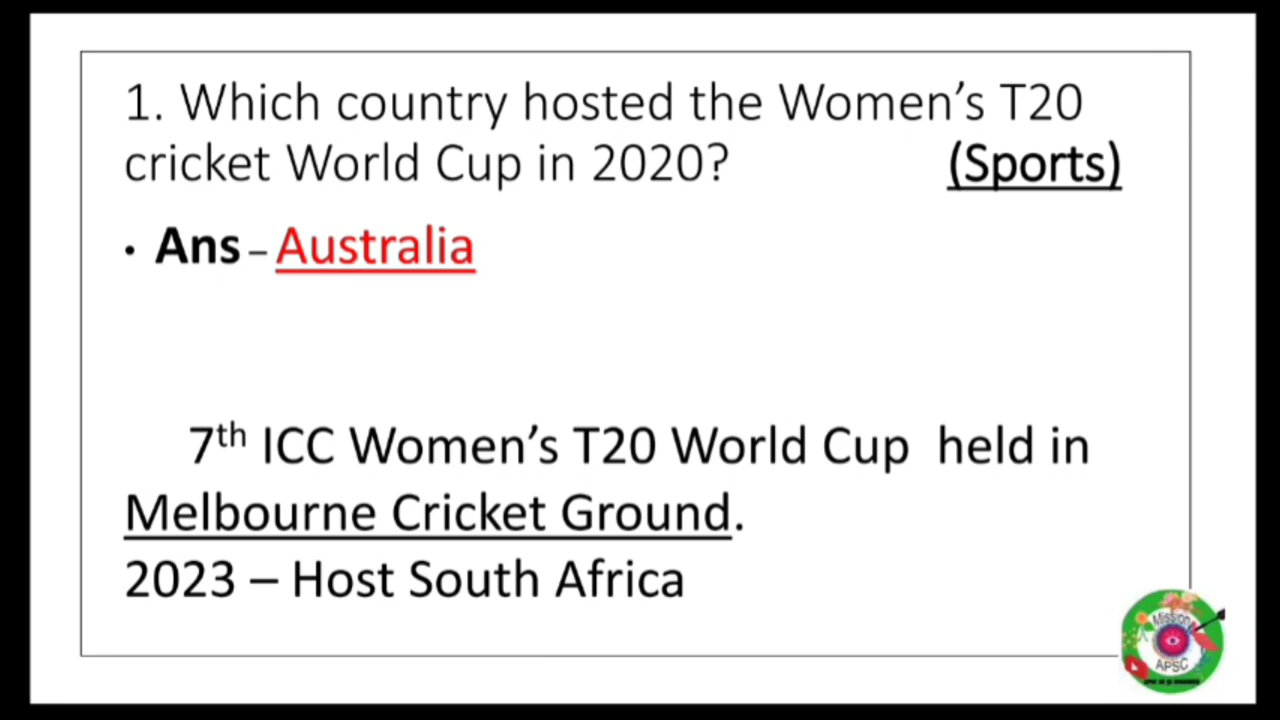 1. Which country hosted the Women’s T20
cricket World Cup in 2020? (Sports)
• Ans – Australia
7th ICC Women’s T20 World Cup held in
Melbourne Cricket Ground.
2023 – Host South Africa
Mission
APSC